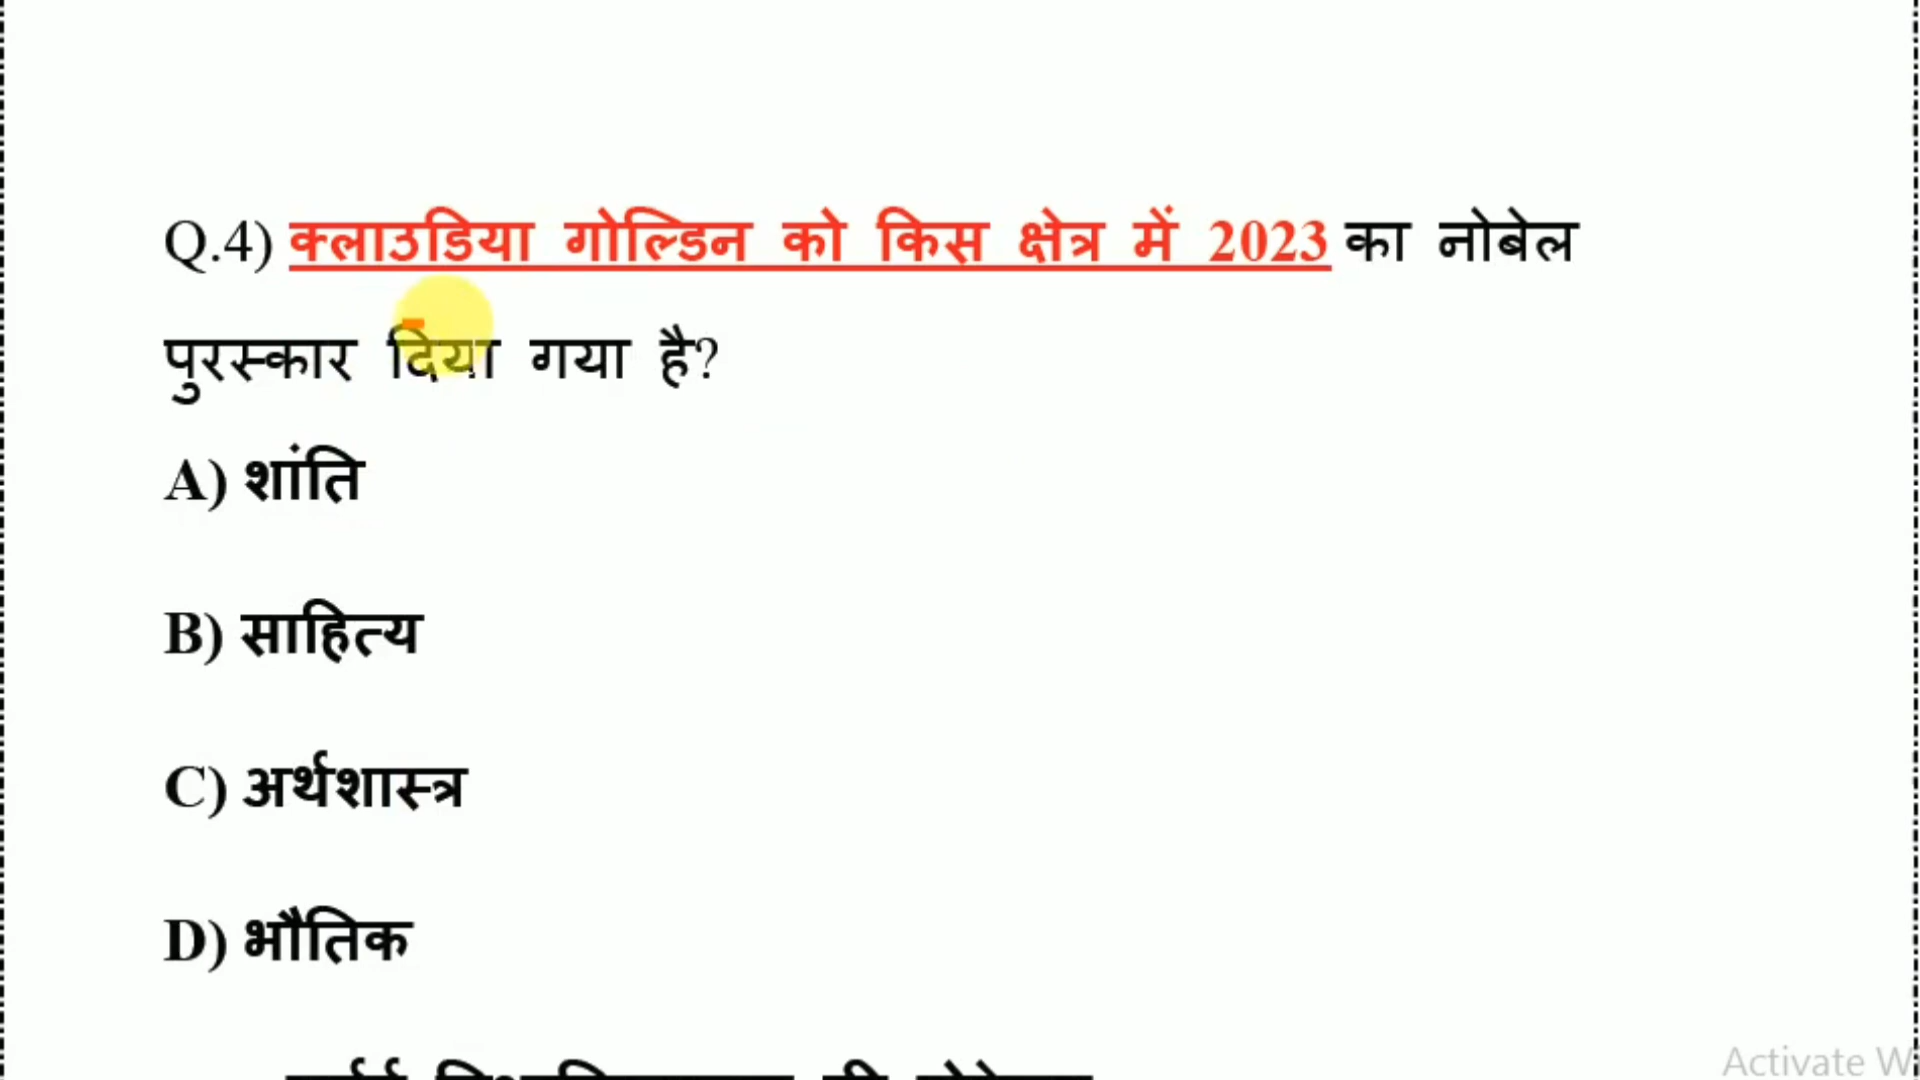 Q.4) क्लाउडिया गोल्डिन को किस क्षेत्र में 2023 का नोबेल
पुरस्कार दिया गया है?
A) शांति
B) साहित्य
C) अर्थशास्त्र
D) भौतिक
Activate W